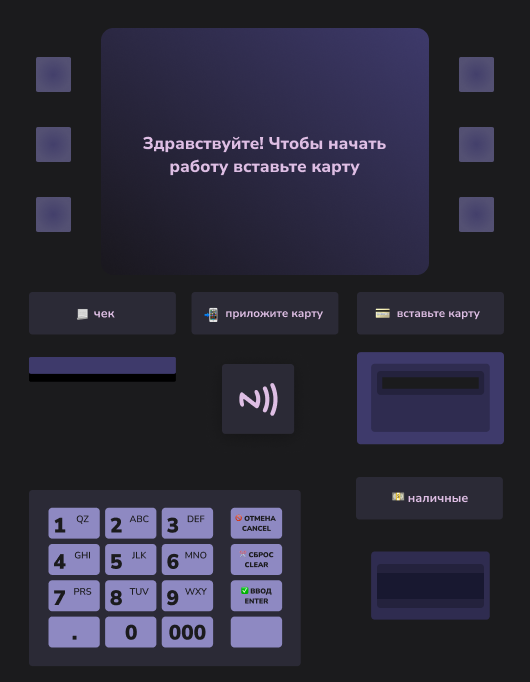 Здравствуйте! Чтобы начать
работу вставьте карту
чек
приложите карту
вставьте карту
наличные
1 QZ
2 ABC
3 DEF
ОТМЕНА
CANCEL
4 GHI
5 JLK
6 MNO
СБРОС
CLEAR
7 PRS
8 TUV
9 WXY
ВВОД
ENTER
.
0
000